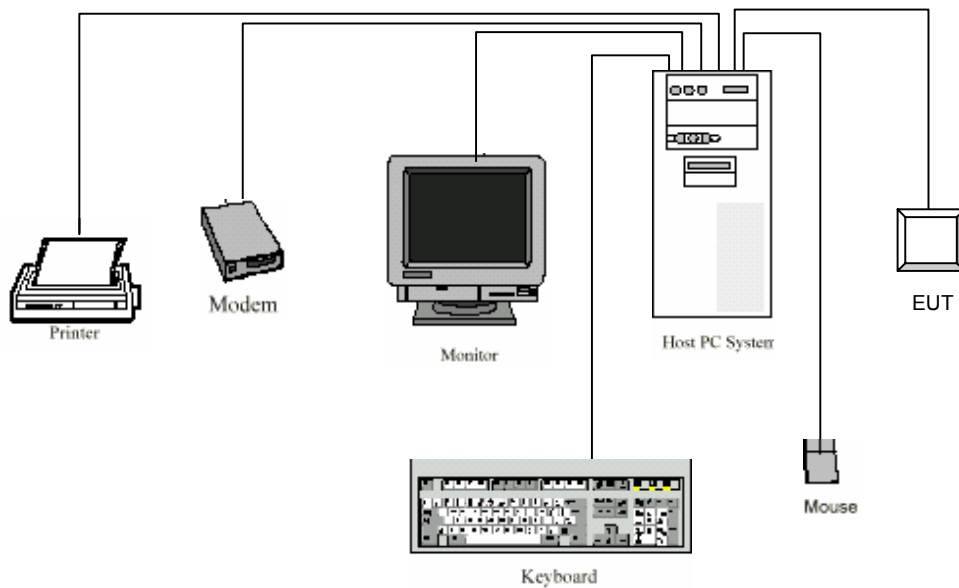 EUT
Modem
Printer
Host PC System
Monitor
Mouse
Keyboard